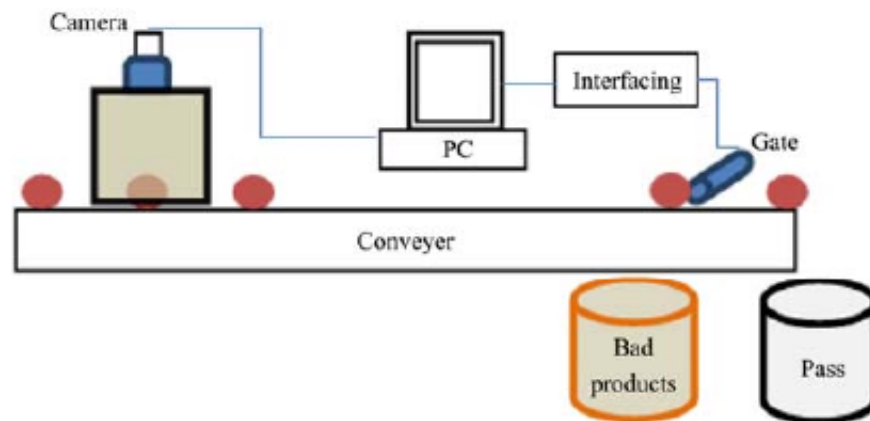 Camera
Interfacing
PC
Gate
Conveyer
Bad
products
Pass